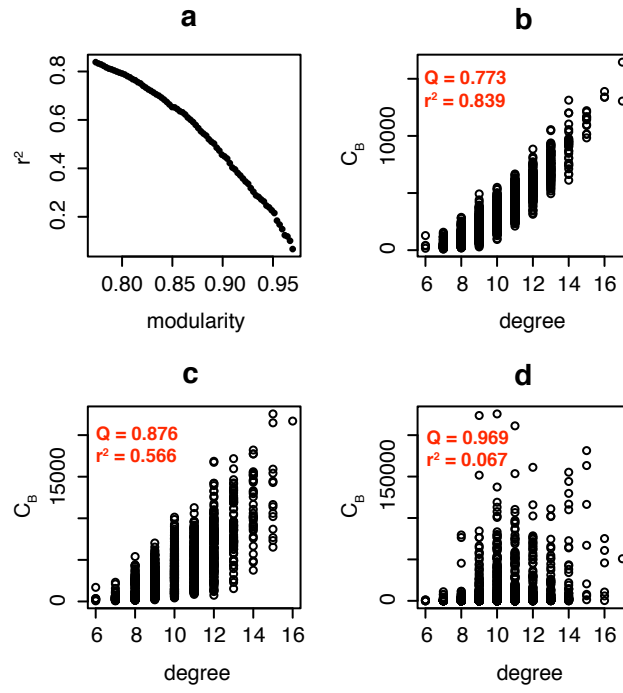 a
r²
0.2 0.4 0.6 0.8
0.80 0.85 0.90 0.95
modularity
b
Q = 0.773
r² = 0.839
C_B
0 10000
6 8 10 12 14 16
degree
c
Q = 0.876
r² = 0.566
C_B
0 15000
6 8 10 12 14 16
degree
d
Q = 0.969
r² = 0.067
C_B
0 150000
6 8 10 12 14 16
degree